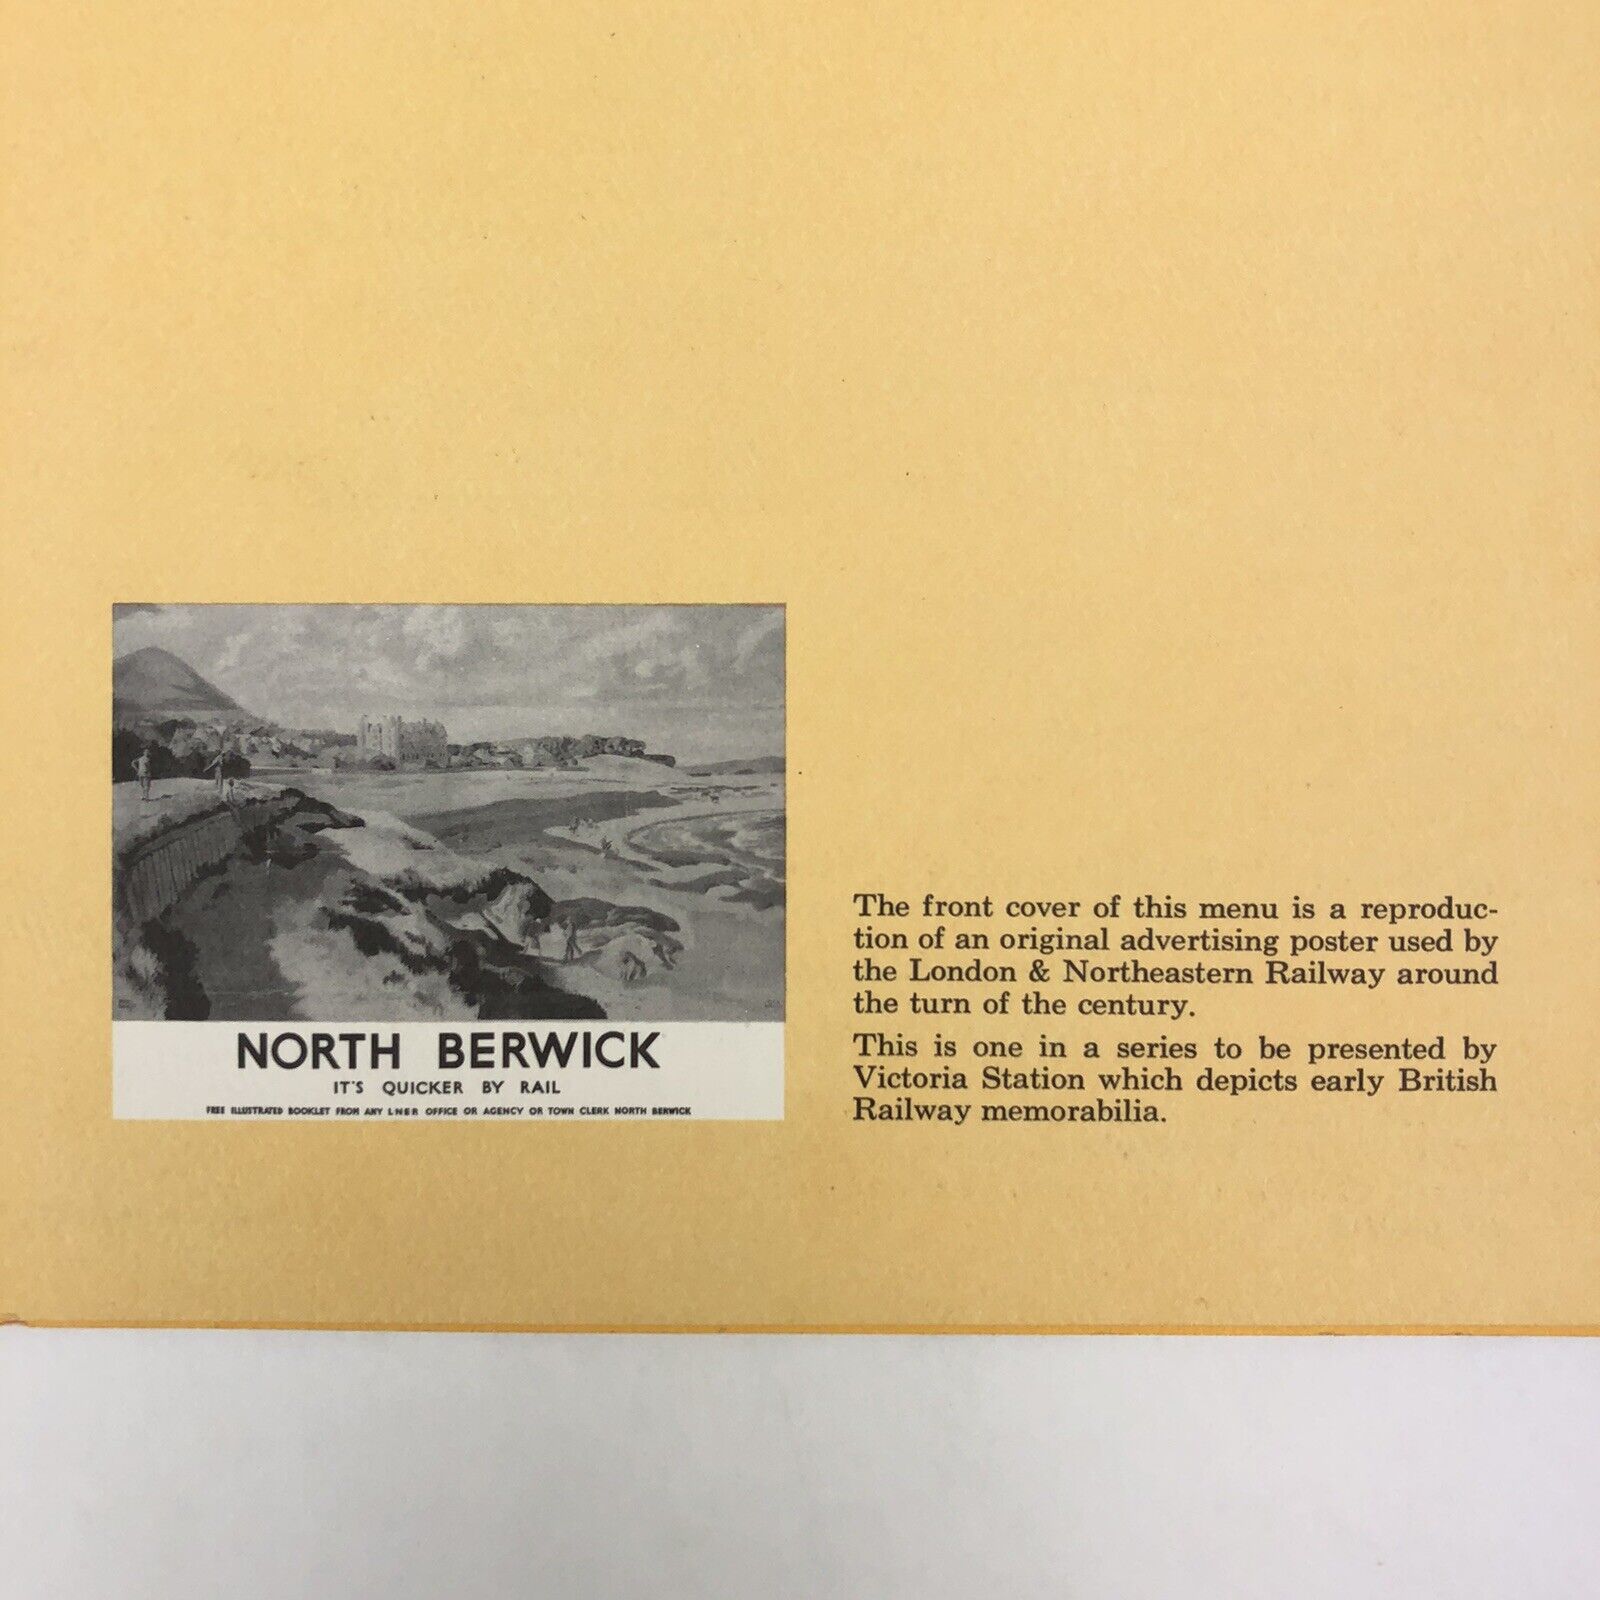 NORTH BERWICK
IT'S QUICKER BY RAIL
FREE ILLUSTRATED BOOKLET FROM ANY L·N·E·R OFFICE OR AGENCY OR TOWN CLERK NORTH BERWICK
The front cover of this menu is a reproduc-
tion of an original advertising poster used by
the London & Northeastern Railway around
the turn of the century.
This is one in a series to be presented by
Victoria Station which depicts early British
Railway memorabilia.